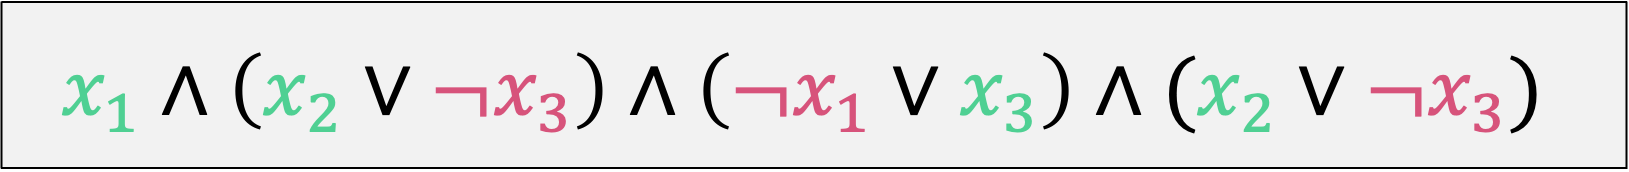 x₁ ∧ (x₂ ∨ ¬x₃) ∧ (¬x₁ ∨ x₃) ∧ (x₂ ∨ ¬x₃)